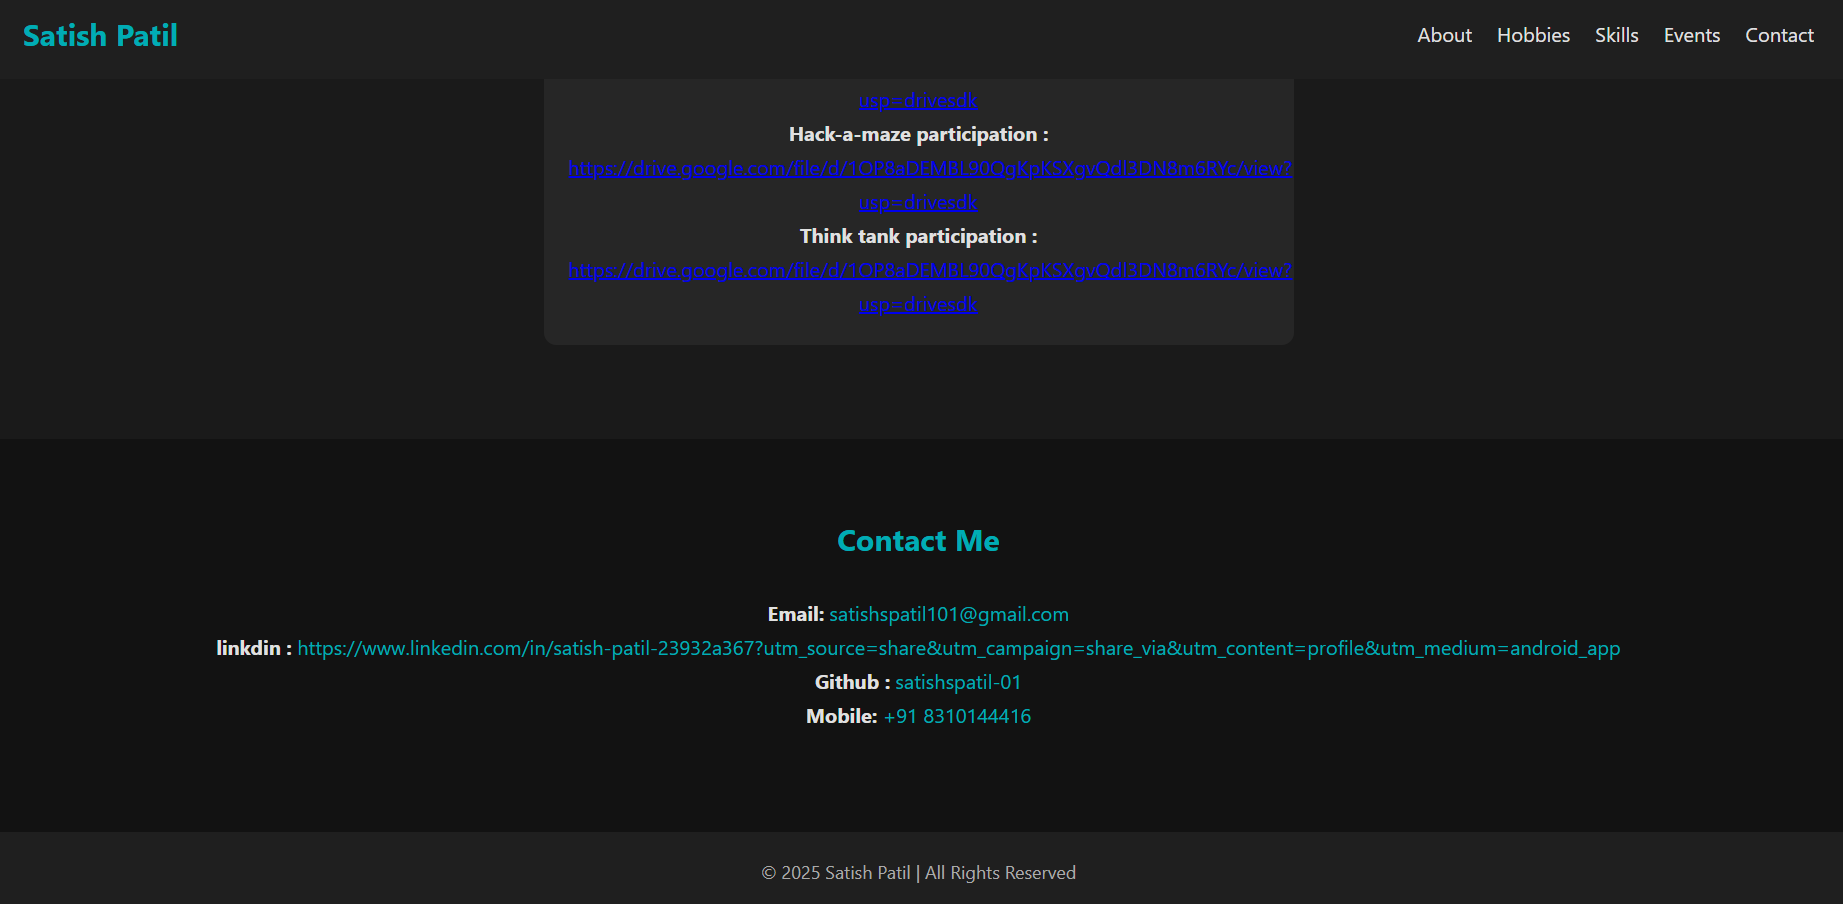 Satish Patil
About Hobbies Skills Events Contact
usp=drivesdk
Hack-a-maze participation :
https://drive.google.com/file/d/1OP8aDEMBL90QgKpKSXgvQdl3DN8m6RYc/view?
usp=drivesdk
Think tank participation :
https://drive.google.com/file/d/1OP8aDEMBL90QgKpKSXgvQdl3DN8m6RYc/view?
usp=drivesdk
Contact Me
Email: satishspatil101@gmail.com
linkdin : https://www.linkedin.com/in/satish-patil-23932a367?utm_source=share&utm_campaign=share_via&utm_content=profile&utm_medium=android_app
Github : satishspatil-01
Mobile: +91 8310144416
© 2025 Satish Patil | All Rights Reserved